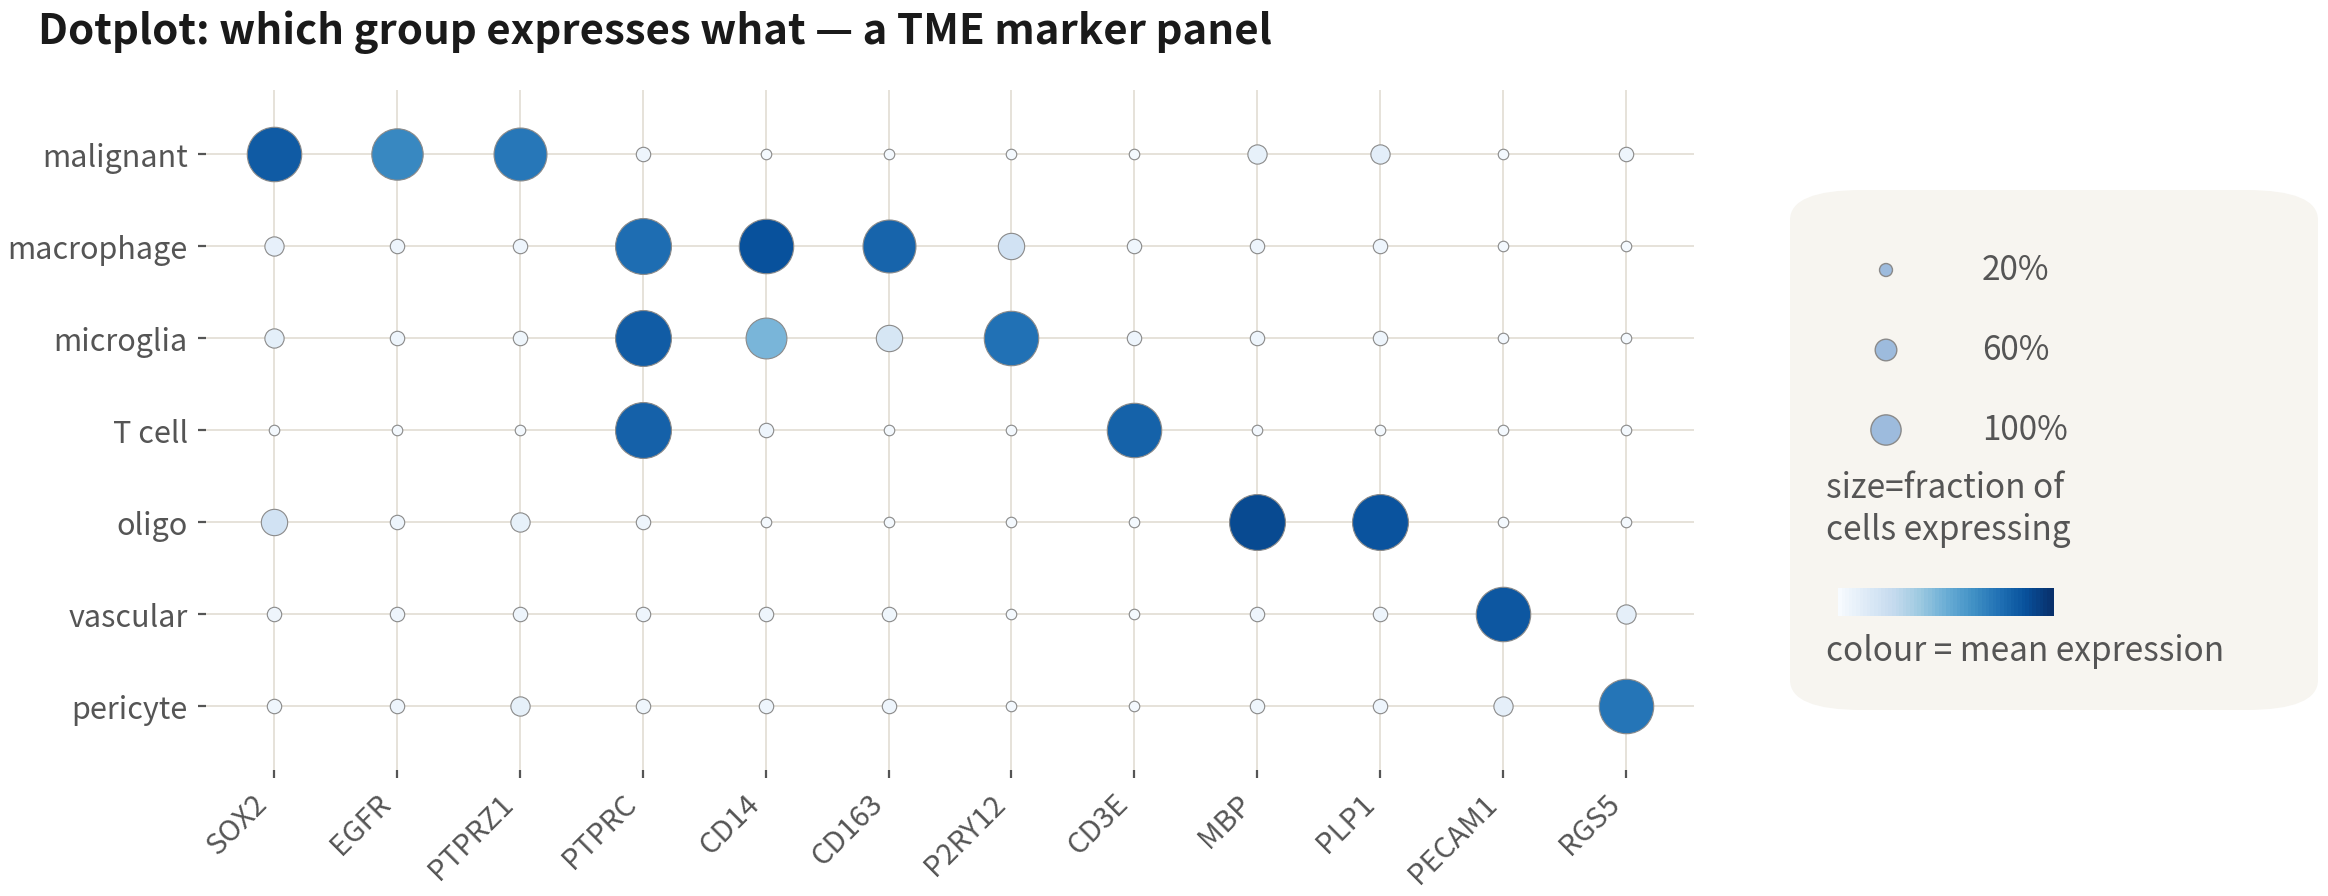 Dotplot: which group expresses what — a TME marker panel
malignant
macrophage
microglia
T cell
oligo
vascular
pericyte
SOX2
EGFR
PTPRZ1
PTPRC
CD14
CD163
P2RY12
CD3E
MBP
PLP1
PECAM1
RGS5
20%
60%
100%
size=fraction of
cells expressing
colour = mean expression